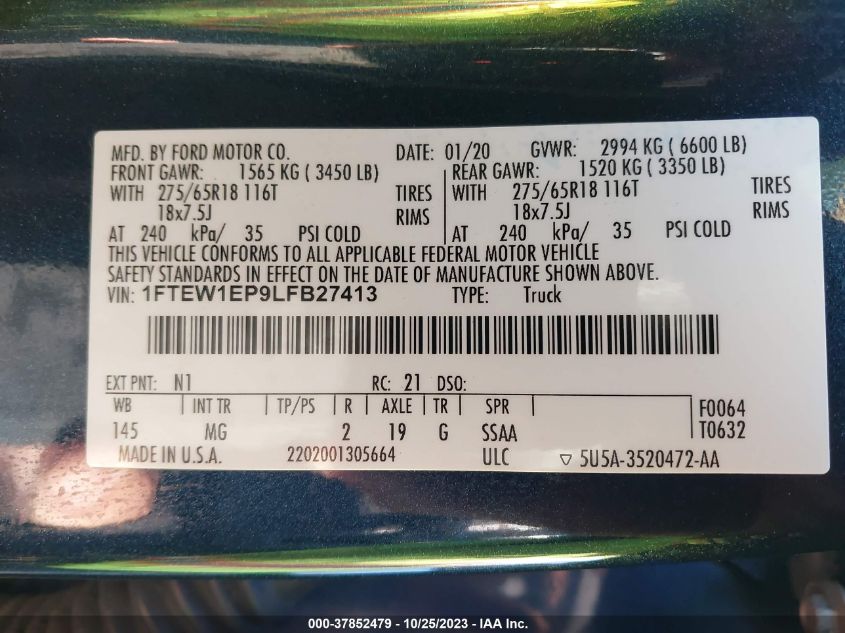 MFD. BY FORD MOTOR CO. DATE: 01/20 GVWR: 2994 KG ( 6600 LB)
FRONT GAWR: 1565 KG ( 3450 LB) REAR GAWR: 1520 KG ( 3350 LB)
WITH 275/65R18 116T TIRES WITH 275/65R18 116T TIRES
18x7.5J RIMS 18x7.5J RIMS
AT 240 kPa/ 35 PSI COLD AT 240 kPa/ 35 PSI COLD
THIS VEHICLE CONFORMS TO ALL APPLICABLE FEDERAL MOTOR VEHICLE
SAFETY STANDARDS IN EFFECT ON THE DATE OF MANUFACTURE SHOWN ABOVE.
VIN: 1FTEW1EP9LFB27413 TYPE: Truck
EXT PNT: N1 RC: 21 DSO:
WB INT TR TP/PS R AXLE TR SPR F0064
145 MG 2 19 G SSAA T0632
MADE IN U.S.A. 2202001305664 ULC ▽ 5U5A-3520472-AA
000-37852479 - 10/25/2023 - IAA Inc.